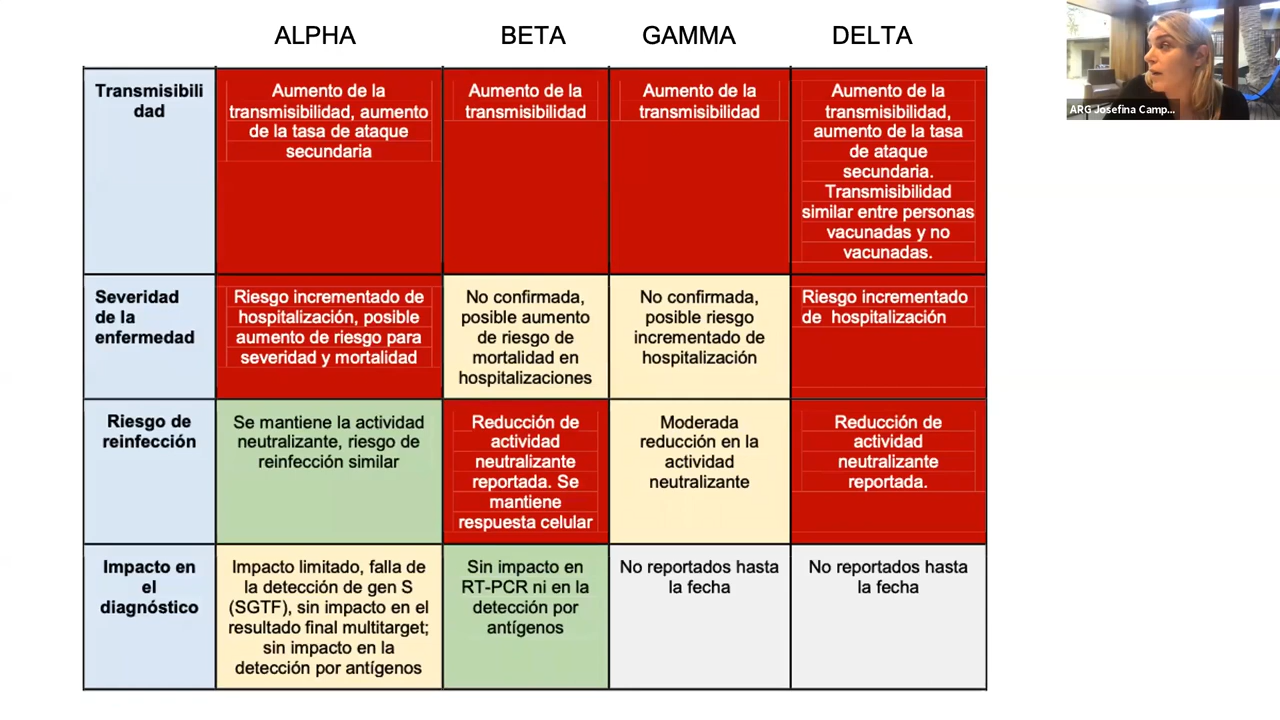 ALPHA BETA GAMMA DELTA
Transmisibili
dad
Aumento de la
transmisibilidad, aumento
de la tasa de ataque
secundaria
Aumento de la
transmisibilidad
Aumento de la
transmisibilidad
Aumento de la
transmisibilidad,
aumento de la tasa
de ataque
secundaria.
Transmisibilidad
similar entre personas
vacunadas y no
vacunadas.
Severidad
de la
enfermedad
Riesgo incrementado de
hospitalización, posible
aumento de riesgo para
severidad y mortalidad
No confirmada,
posible aumento
de riesgo de
mortalidad en
hospitalizaciones
No confirmada,
posible riesgo
incrementado de
hospitalización
Riesgo incrementado
de hospitalización
Riesgo de
reinfección
Se mantiene la actividad
neutralizante, riesgo de
reinfección similar
Reducción de
actividad
neutralizante
reportada. Se
mantiene
respuesta celular
Moderada
reducción en la
actividad
neutralizante
Reducción de
actividad
neutralizante
reportada.
Impacto en
el
diagnóstico
Impacto limitado, falla de
la detección de gen S
(SGTF), sin impacto en el
resultado final multitarget;
sin impacto en la
detección por antígenos
Sin impacto en
RT-PCR ni en la
detección por
antígenos
No reportados hasta
la fecha
No reportados hasta
la fecha
ARG Josefina Camp...